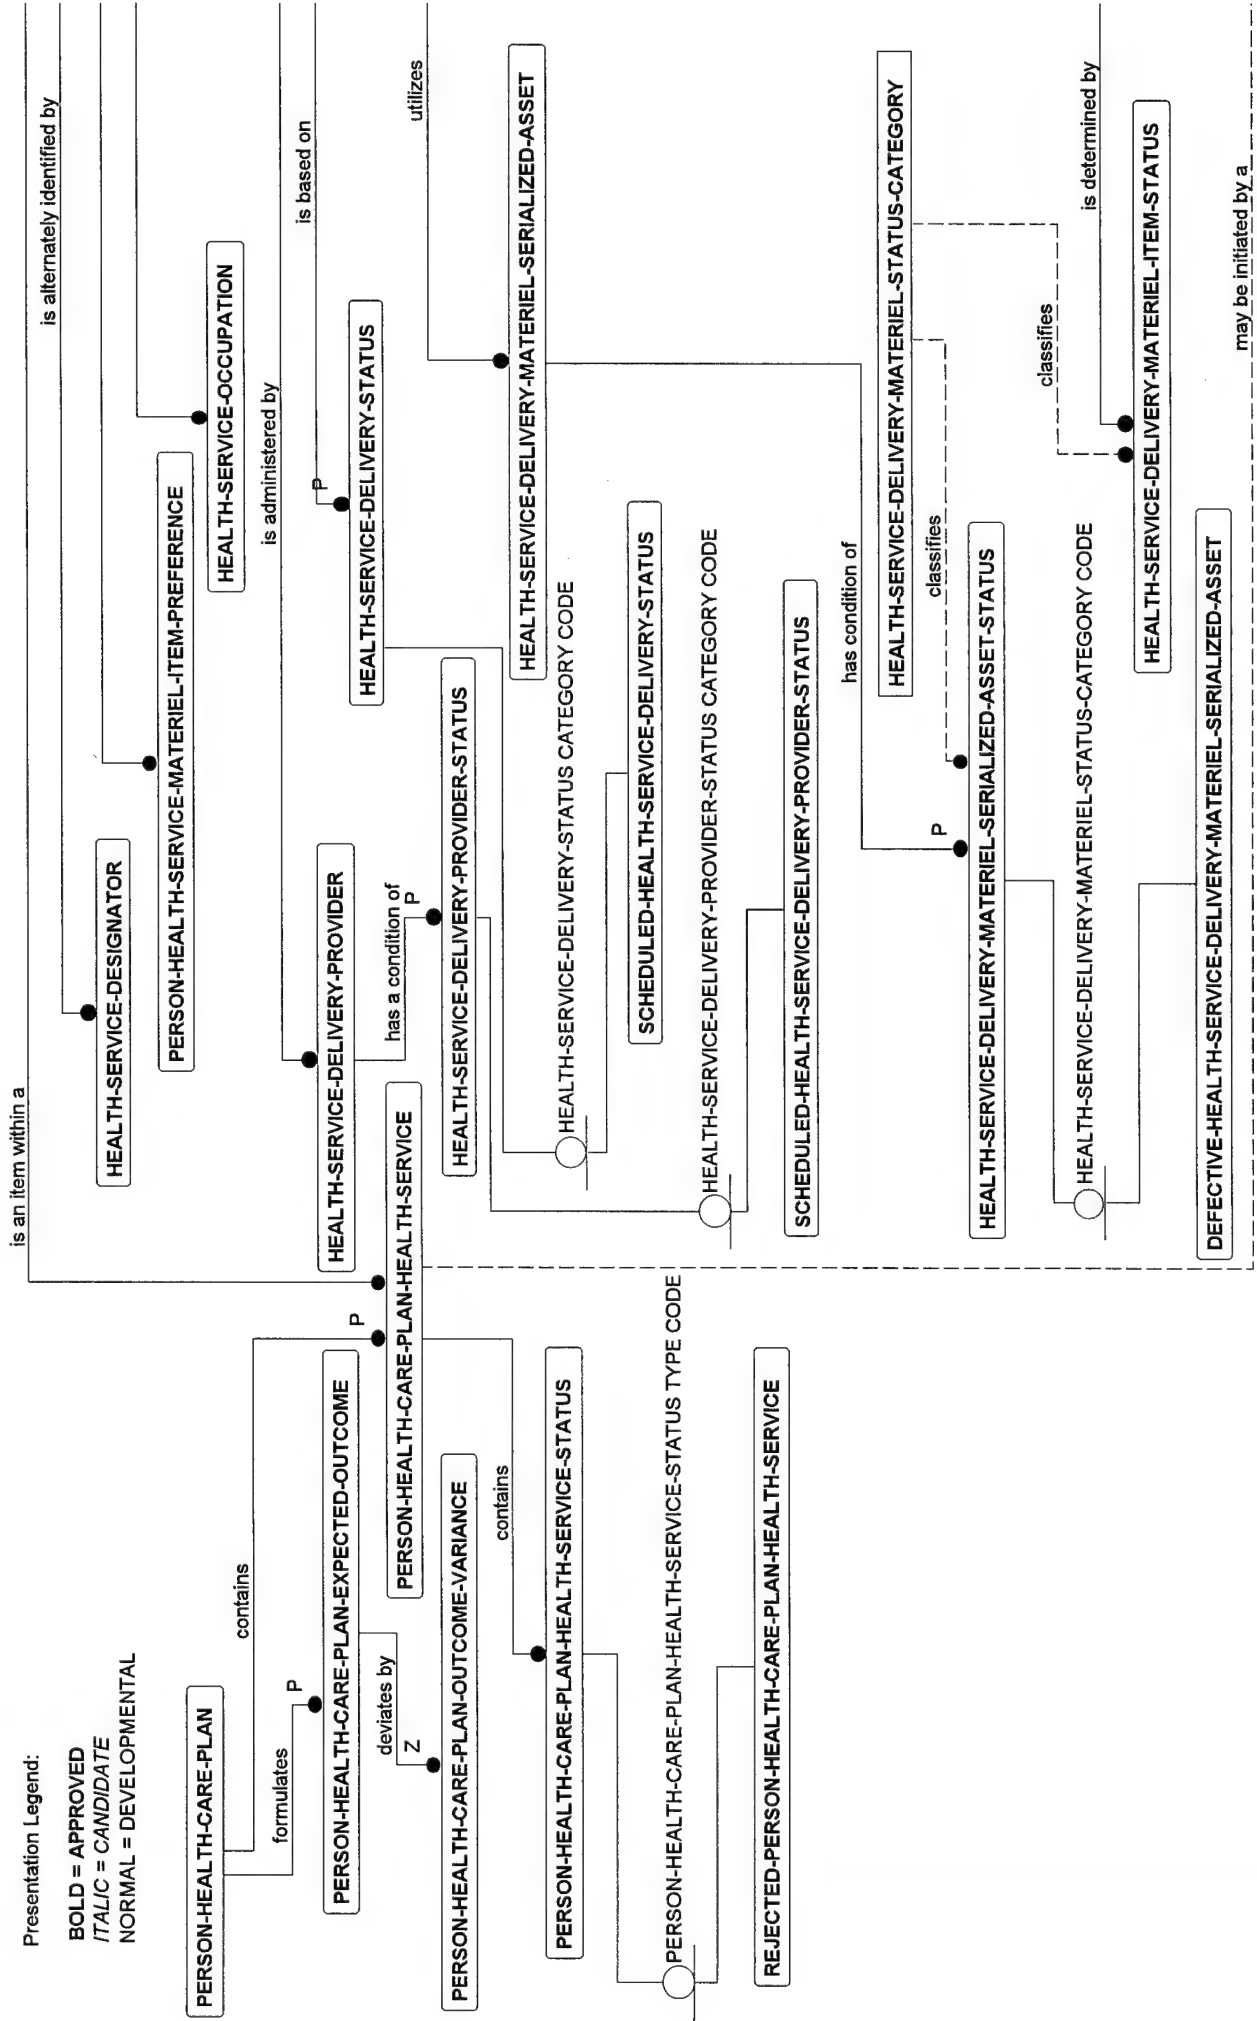 Presentation Legend:
BOLD = APPROVED
ITALIC = CANDIDATE
NORMAL = DEVELOPMENTAL
PERSON-HEALTH-CARE-PLAN
contains
formulates
P
PERSON-HEALTH-CARE-PLAN-EXPECTED-OUTCOME
deviates by
Z
PERSON-HEALTH-CARE-PLAN-OUTCOME-VARIANCE
P
PERSON-HEALTH-CARE-PLAN-HEALTH-SERVICE
contains
PERSON-HEALTH-CARE-PLAN-HEALTH-SERVICE-STATUS
PERSON-HEALTH-CARE-PLAN-HEALTH-SERVICE-STATUS TYPE CODE
REJECTED-PERSON-HEALTH-CARE-PLAN-HEALTH-SERVICE
is an item within a
is alternately identified by
HEALTH-SERVICE-DESIGNATOR
PERSON-HEALTH-SERVICE-MATERIEL-ITEM-PREFERENCE
HEALTH-SERVICE-OCCUPATION
is administered by
is based on
HEALTH-SERVICE-DELIVERY-PROVIDER
P
HEALTH-SERVICE-DELIVERY-STATUS
has a condition of
P
utilizes
HEALTH-SERVICE-DELIVERY-PROVIDER-STATUS
HEALTH-SERVICE-DELIVERY-MATERIEL-SERIALIZED-ASSET
HEALTH-SERVICE-DELIVERY-STATUS CATEGORY CODE
SCHEDULED-HEALTH-SERVICE-DELIVERY-STATUS
HEALTH-SERVICE-DELIVERY-PROVIDER-STATUS CATEGORY CODE
SCHEDULED-HEALTH-SERVICE-DELIVERY-PROVIDER-STATUS
has condition of
HEALTH-SERVICE-DELIVERY-MATERIEL-STATUS-CATEGORY
P
classifies
HEALTH-SERVICE-DELIVERY-MATERIEL-SERIALIZED-ASSET-STATUS
classifies
is determined by
HEALTH-SERVICE-DELIVERY-MATERIEL-STATUS-CATEGORY CODE
HEALTH-SERVICE-DELIVERY-MATERIEL-ITEM-STATUS
DEFECTIVE-HEALTH-SERVICE-DELIVERY-MATERIEL-SERIALIZED-ASSET
may be initiated by a